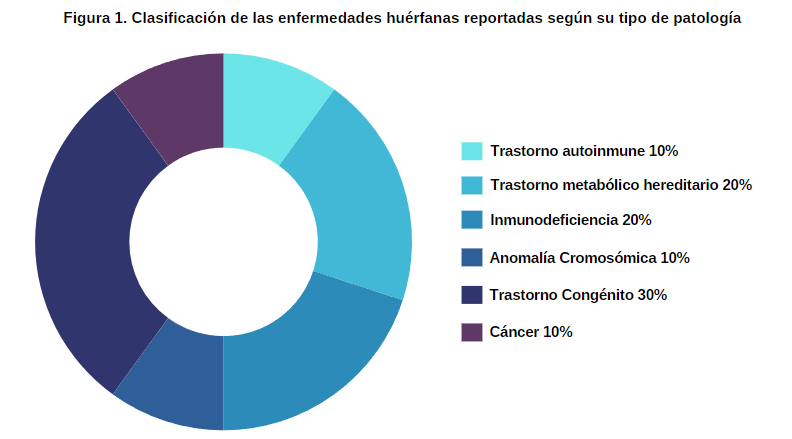 Figura 1. Clasificación de las enfermedades huérfanas reportadas según su tipo de patología
Trastorno autoinmune 10%
Trastorno metabólico hereditario 20%
Inmunodeficiencia 20%
Anomalía Cromosómica 10%
Trastorno Congénito 30%
Cáncer 10%